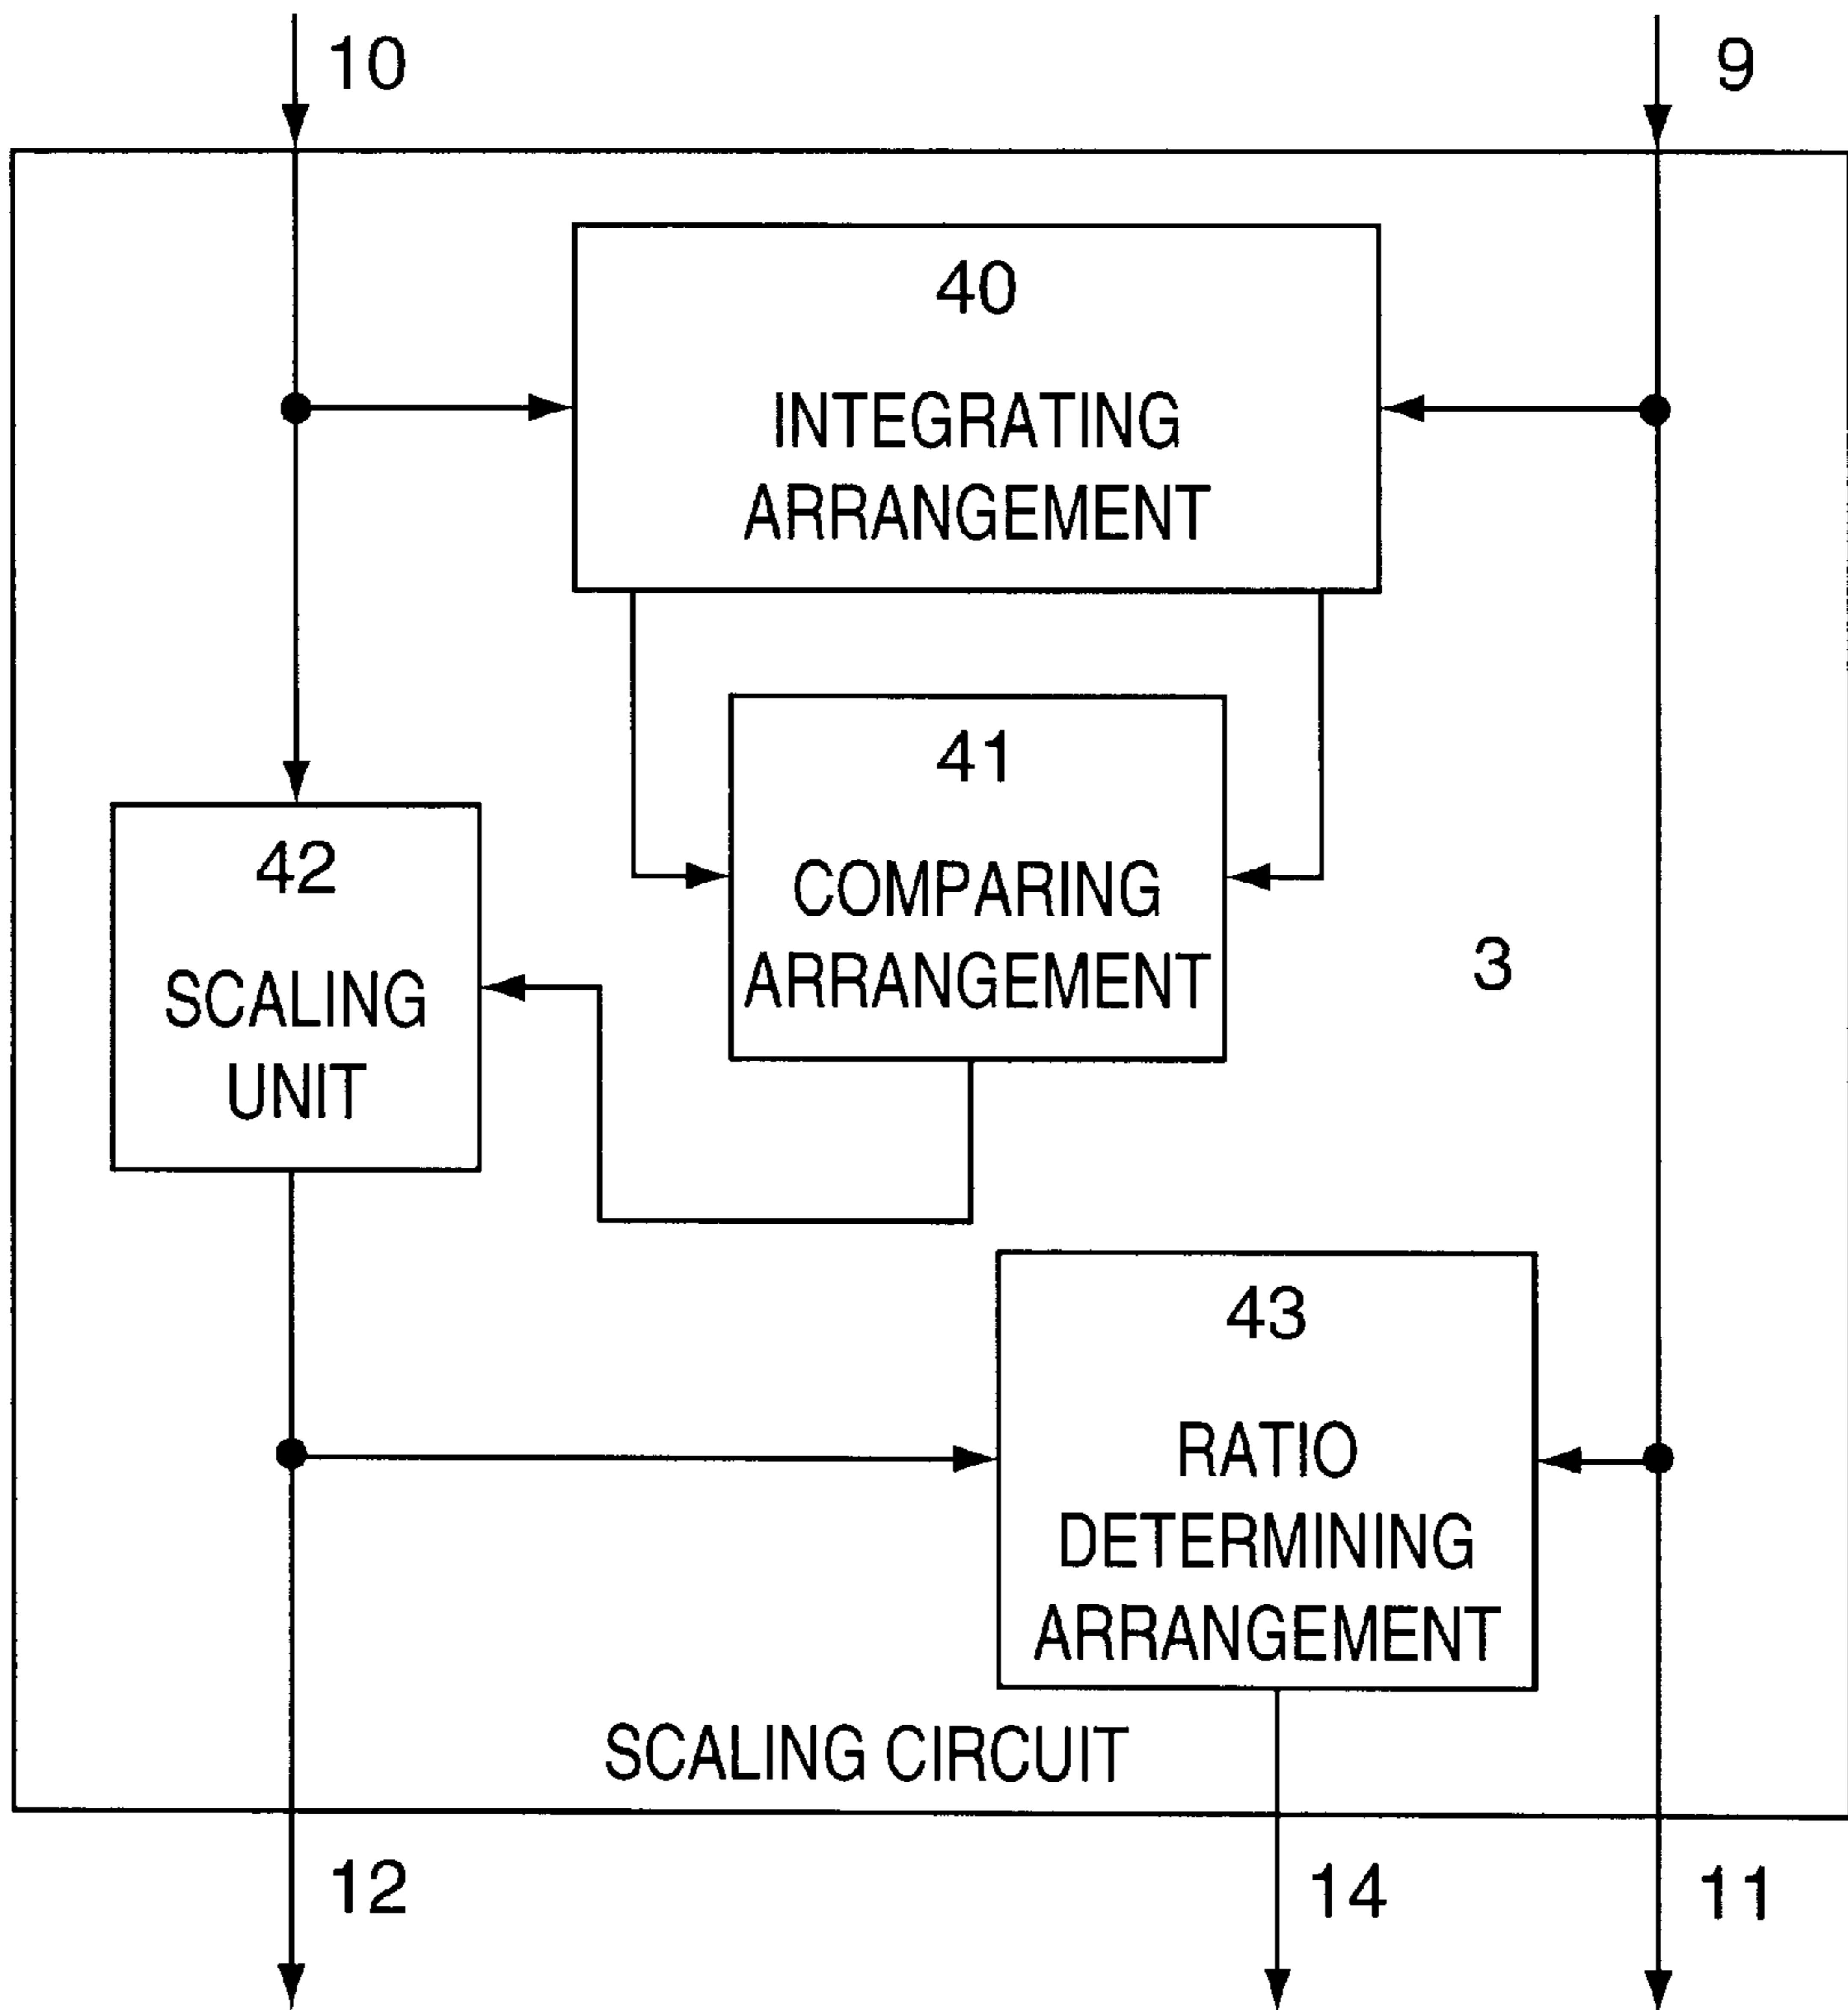 10
9
40
INTEGRATING
ARRANGEMENT
41
COMPARING
ARRANGEMENT
42
SCALING
UNIT
3
43
RATIO
DETERMINING
ARRANGEMENT
SCALING CIRCUIT
12
14
11